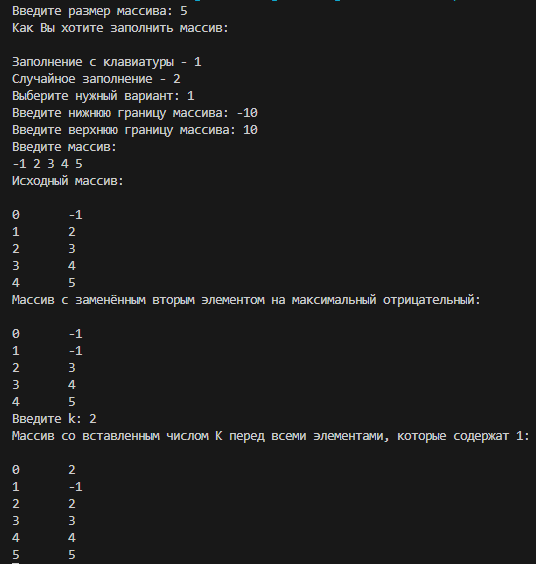 Введите размер массива: 5
Как Вы хотите заполнить массив:
Заполнение с клавиатуры - 1
Случайное заполнение - 2
Выберите нужный вариант: 1
Введите нижнюю границу массива: -10
Введите верхнюю границу массива: 10
Введите массив:
-1 2 3 4 5
Исходный массив:
0 -1
1 2
2 3
3 4
4 5
Массив с заменённым вторым элементом на максимальный отрицательный:
0 -1
1 -1
2 3
3 4
4 5
Введите k: 2
Массив со вставленным числом K перед всеми элементами, которые содержат 1:
0 2
1 -1
2 2
3 3
4 4
5 5